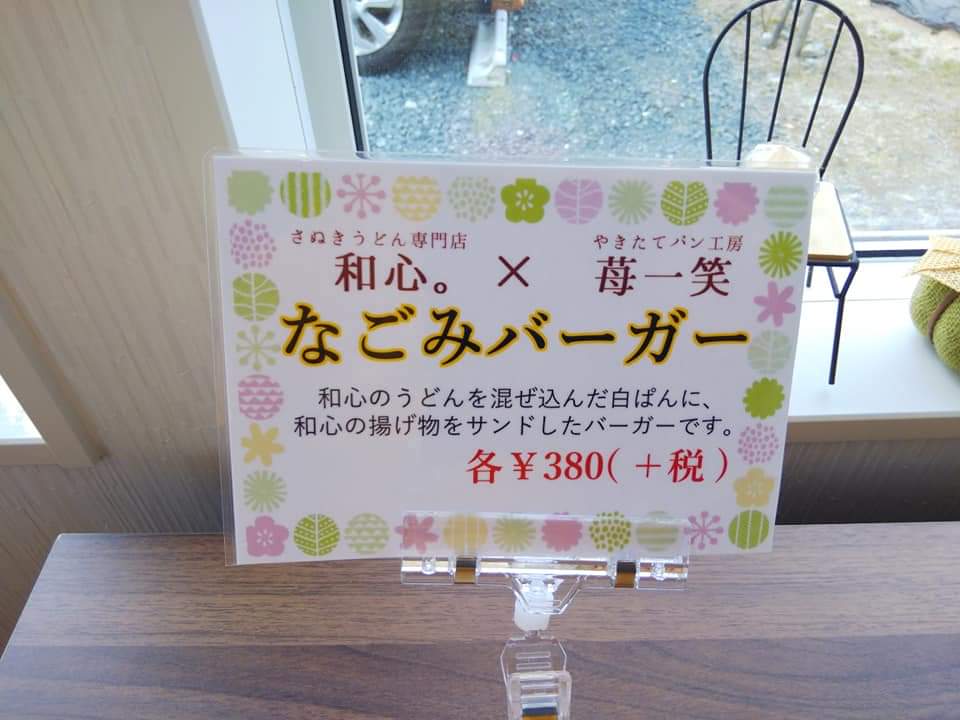 さぬきうどん専門店 やきたてパン工房
和心。 × 苺一笑
なごみバーガー
和心のうどんを混ぜ込んだ白ぱんに、
和心の揚げ物をサンドしたバーガーです。
各￥380(＋税)